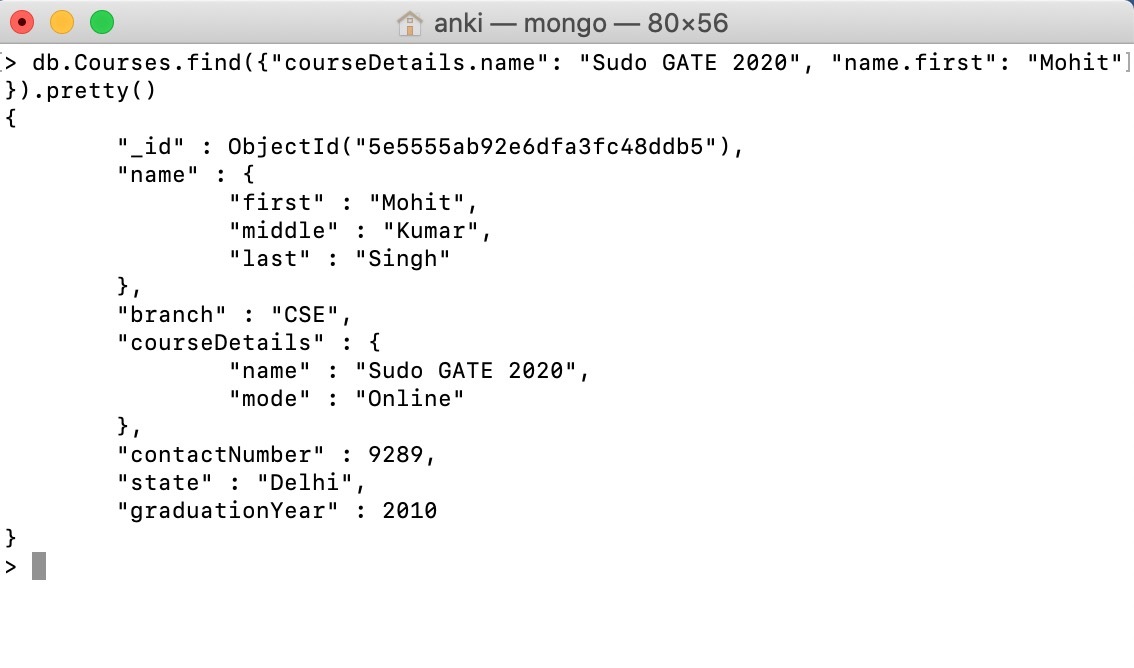 anki — mongo — 80×56
[> db.Courses.find({"courseDetails.name": "Sudo GATE 2020", "name.first": "Mohit"]
}).pretty()
{
        "_id" : ObjectId("5e5555ab92e6dfa3fc48ddb5"),
        "name" : {
                "first" : "Mohit",
                "middle" : "Kumar",
                "last" : "Singh"
        },
        "branch" : "CSE",
        "courseDetails" : {
                "name" : "Sudo GATE 2020",
                "mode" : "Online"
        },
        "contactNumber" : 9289,
        "state" : "Delhi",
        "graduationYear" : 2010
}
>